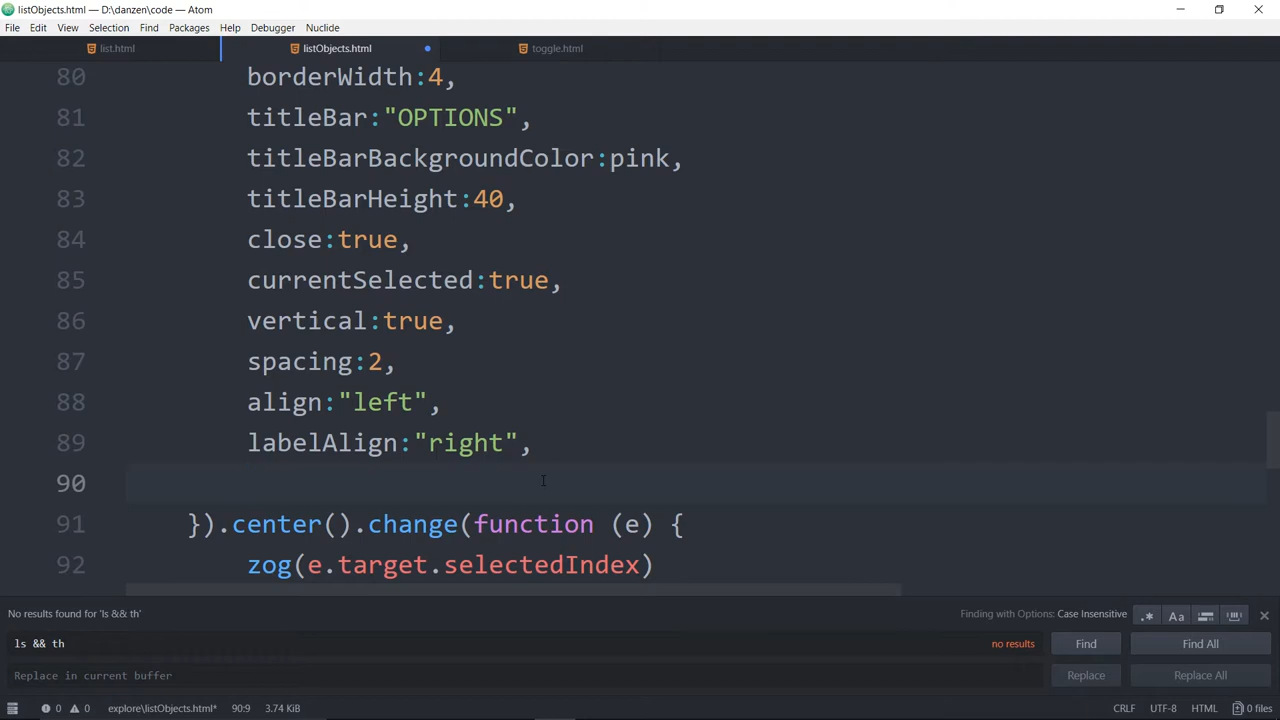 listObjects.html — D:\danzen\code — Atom
File Edit View Selection Find Packages Help Debugger Nuclide
list.html listObjects.html toggle.html
80 borderWidth:4,
81 titleBar:"OPTIONS",
82 titleBarBackgroundColor:pink,
83 titleBarHeight:40,
84 close:true,
85 currentSelected:true,
86 vertical:true,
87 spacing:2,
88 align:"left",
89 labelAlign:"right",
90
91 }).center().change(function (e) {
92 zog(e.target.selectedIndex)
No results found for 'ls && th' Finding with Options: Case Insensitive .* Aa
ls && th no results Find Find All
Replace in current buffer Replace Replace All
0 0 explore\listObjects.html* 90:9 3.74 KiB CRLF UTF-8 HTML 0 files